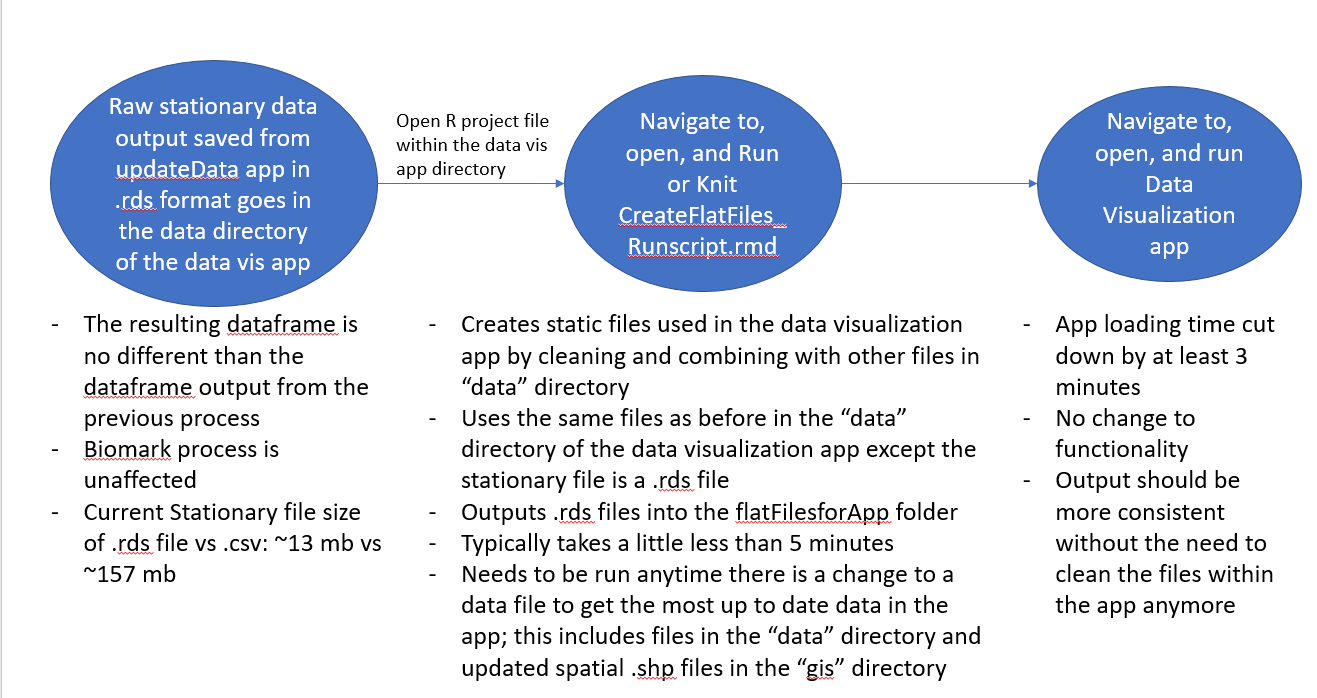 Raw stationary data
output saved from
updateData app in
.rds format goes in
the data directory
of the data vis app
Open R project file
within the data vis
app directory
Navigate to,
open, and Run
or Knit
CreateFlatFiles_
Runscript.rmd
Navigate to,
open, and run
Data
Visualization
app
- The resulting dataframe is
no different than the
dataframe output from the
previous process
- Biomark process is
unaffected
- Current Stationary file size
of .rds file vs .csv: ~13 mb vs
~157 mb
- Creates static files used in the data visualization
app by cleaning and combining with other files in
“data” directory
- Uses the same files as before in the “data”
directory of the data visualization app except the
stationary file is a .rds file
- Outputs .rds files into the flatFilesforApp folder
- Typically takes a little less than 5 minutes
- Needs to be run anytime there is a change to a
data file to get the most up to date data in the
app; this includes files in the “data” directory and
updated spatial .shp files in the “gis” directory
- App loading time cut
down by at least 3
minutes
- No change to
functionality
- Output should be
more consistent
without the need to
clean the files within
the app anymore